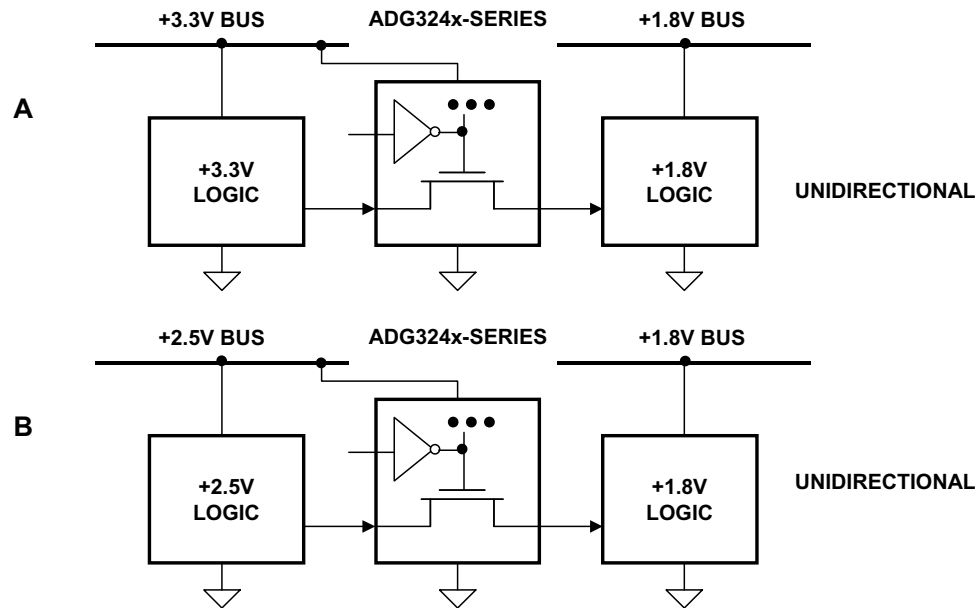 +3.3V BUS ADG324x-SERIES +1.8V BUS
A
+3.3V
LOGIC
+1.8V
LOGIC
UNIDIRECTIONAL
+2.5V BUS ADG324x-SERIES +1.8V BUS
B
+2.5V
LOGIC
+1.8V
LOGIC
UNIDIRECTIONAL